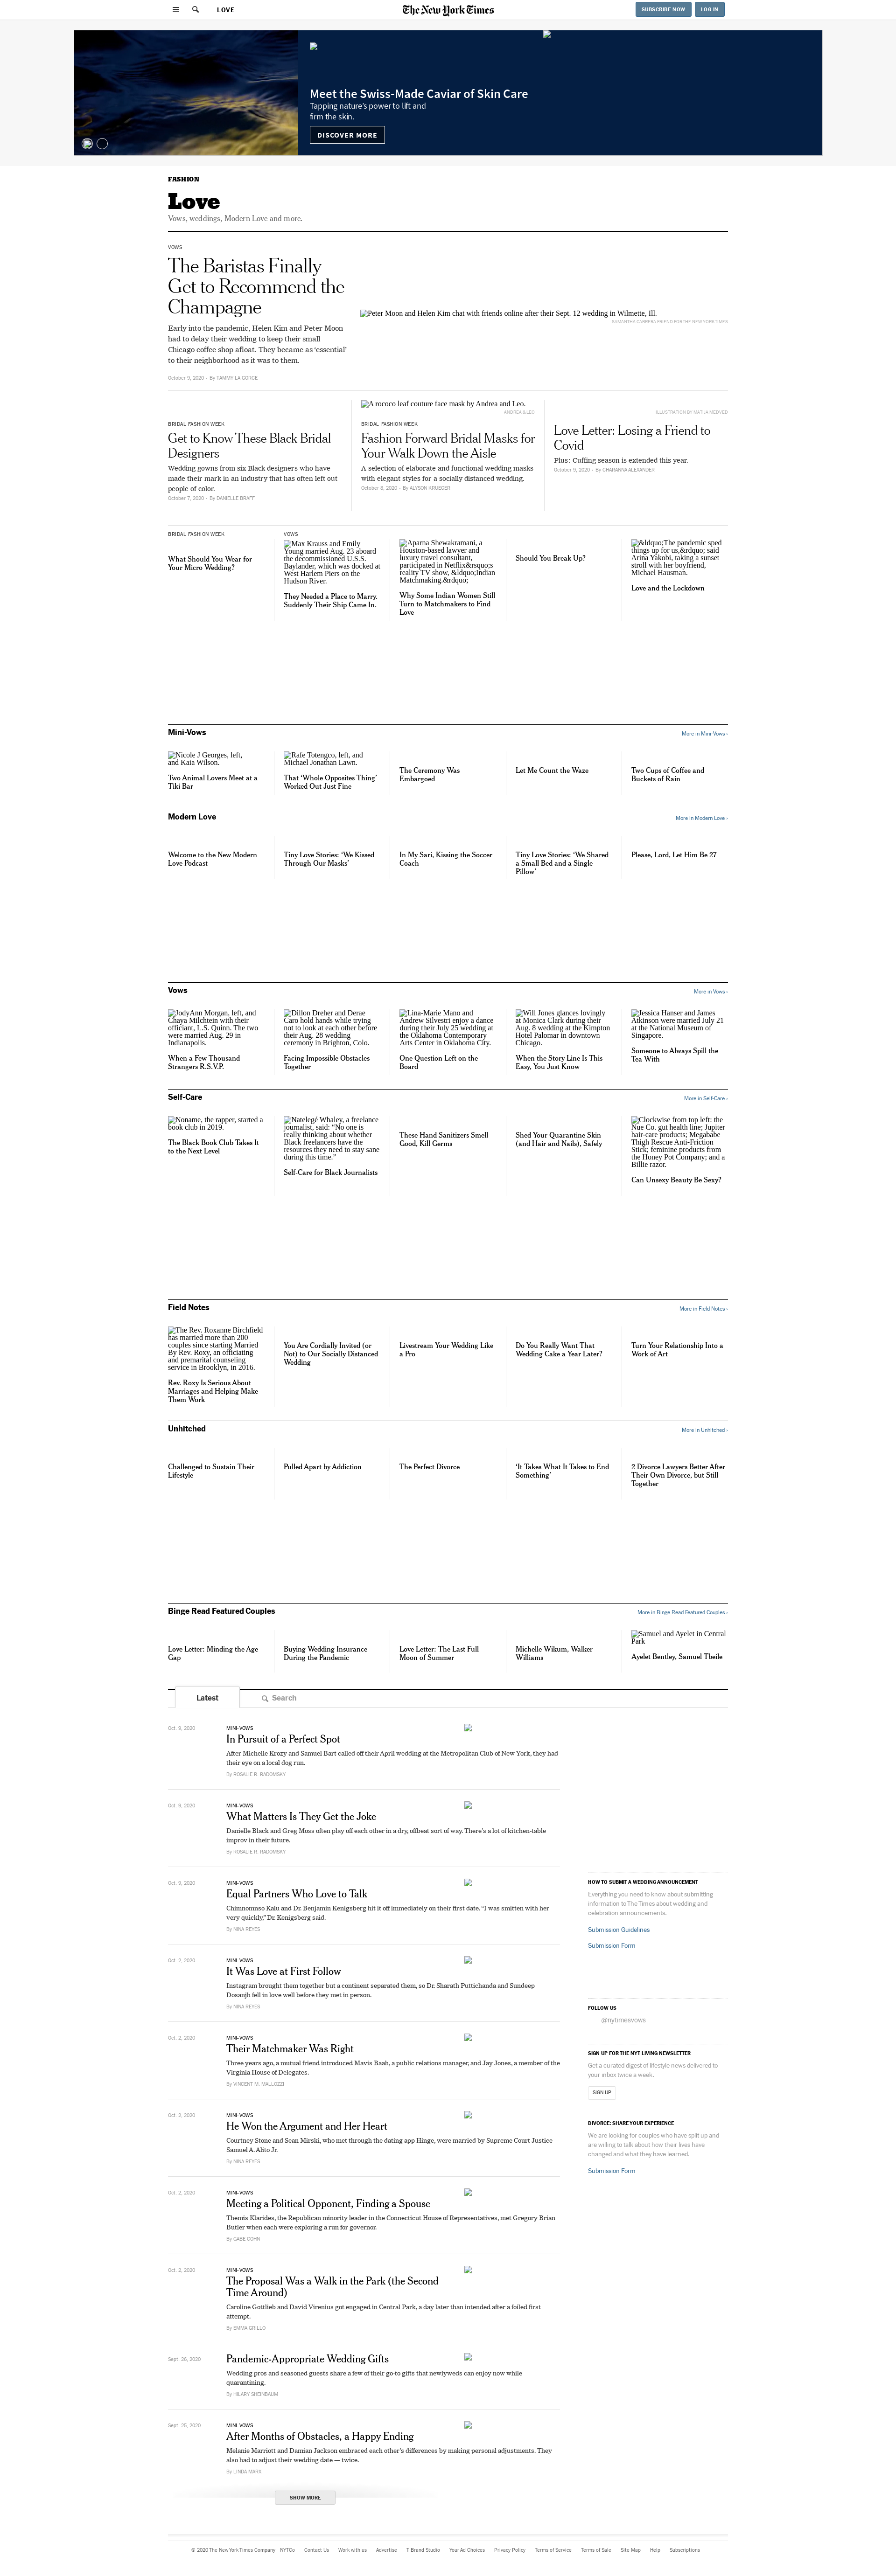 LOVE
The New York Times
SUBSCRIBE NOW
LOG IN
Meet the Swiss-Made Caviar of Skin Care
Tapping nature's power to lift and
firm the skin.
DISCOVER MORE
FASHION
Love
Vows, weddings, Modern Love and more.
VOWS
The Baristas Finally
Get to Recommend the
Champagne
Early into the pandemic, Helen Kim and Peter Moon
had to delay their wedding to keep their small
Chicago coffee shop afloat. They became as ‘essential’
to their neighborhood as it was to them.
October 9, 2020 - By TAMMY LA GORCE
Peter Moon and Helen Kim chat with friends online after their Sept. 12 wedding in Wilmette, Ill.
SAMANTHA CABRERA FRIEND FOR THE NEW YORK TIMES
BRIDAL FASHION WEEK
Get to Know These Black Bridal
Designers
Wedding gowns from six Black designers who have
made their mark in an industry that has often left out
people of color.
October 7, 2020 - By DANIELLE BRAFF
A rococo leaf couture face mask by Andrea and Leo.
ANDREA & LEO
BRIDAL FASHION WEEK
Fashion Forward Bridal Masks for
Your Walk Down the Aisle
A selection of elaborate and functional wedding masks
with elegant styles for a socially distanced wedding.
October 9, 2020 - By ALYSON KRUEGER
ILLUSTRATION BY MATIJA MEDVED
Love Letter: Losing a Friend to
Covid
Plus: Cuffing season is extended this year.
October 9, 2020 - By CHARANNA ALEXANDER
BRIDAL FASHION WEEK
What Should You Wear for
Your Micro Wedding?
VOWS
Max Krauss and Emily
Young married Aug. 23 aboard
the decommissioned U.S.S.
Baylander, which was docked at
West Harlem Piers on the
Hudson River.
They Needed a Place to Marry.
Suddenly Their Ship Came In.
Aparna Shewakramani, a
Houston-based lawyer and
luxury travel consultant,
participated in Netflix&rsquo;s
reality TV show, &ldquo;Indian
Matchmaking.&rdquo;
Why Some Indian Women Still
Turn to Matchmakers to Find
Love
Should You Break Up?
&ldquo;The pandemic sped
things up for us,&rdquo; said
Arina Yakobi, taking a sunset
stroll with her boyfriend,
Michael Hausman.
Love and the Lockdown
Mini-Vows
More in Mini-Vows ›
Nicole J Georges, left,
and Kaia Wilson.
Two Animal Lovers Meet at a
Tiki Bar
Rafe Totengco, left, and
Michael Jonathan Lawn.
That ‘Whole Opposites Thing’
Worked Out Just Fine
The Ceremony Was
Embargoed
Let Me Count the Waze
Two Cups of Coffee and
Buckets of Rain
Modern Love
More in Modern Love ›
Welcome to the New Modern
Love Podcast
Tiny Love Stories: ‘We Kissed
Through Our Masks’
In My Sari, Kissing the Soccer
Coach
Tiny Love Stories: ‘We Shared
a Small Bed and a Single
Pillow’
Please, Lord, Let Him Be 27
Vows
More in Vows ›
JodyAnn Morgan, left, and
Chaya Milchtein with their
officiant, L.S. Quinn. The two
were married Aug. 29 in
Indianapolis.
When a Few Thousand
Strangers R.S.V.P.
Dillon Dreher and Derae
Caro hold hands while trying
not to look at each other before
their Aug. 28 wedding
ceremony in Brighton, Colo.
Facing Impossible Obstacles
Together
Lina-Marie Mano and
Andrew Silvestri enjoy a dance
during their July 25 wedding at
the Oklahoma Contemporary
Arts Center in Oklahoma City.
One Question Left on the
Board
Will Jones glances lovingly
at Monica Clark during their
Aug. 8 wedding at the Kimpton
Hotel Palomar in downtown
Chicago.
When the Story Line Is This
Easy, You Just Know
Jessica Hanser and James
Atkinson were married July 21
at the National Museum of
Singapore.
Someone to Always Spill the
Tea With
Self-Care
More in Self-Care ›
Noname, the rapper, started a
book club in 2019.
The Black Book Club Takes It
to the Next Level
Natelegé Whaley, a freelance
journalist, said: “No one is
really thinking about whether
Black freelancers have the
resources they need to stay sane
during this time.”
Self-Care for Black Journalists
These Hand Sanitizers Smell
Good, Kill Germs
Shed Your Quarantine Skin
(and Hair and Nails), Safely
Clockwise from top left: the
Nue Co. gut health line; Jupiter
hair-care products; Megababe
Thigh Rescue Anti-Friction
Stick; feminine products from
the Honey Pot Company; and a
Billie razor.
Can Unsexy Beauty Be Sexy?
Field Notes
More in Field Notes ›
The Rev. Roxanne Birchfield
has married more than 200
couples since starting Married
By Rev. Roxy, an officiating
and premarital counseling
service in Brooklyn, in 2016.
Rev. Roxy Is Serious About
Marriages and Helping Make
Them Work
You Are Cordially Invited (or
Not) to Our Socially Distanced
Wedding
Livestream Your Wedding Like
a Pro
Do You Really Want That
Wedding Cake a Year Later?
Turn Your Relationship Into a
Work of Art
Unhitched
More in Unhitched ›
Challenged to Sustain Their
Lifestyle
Pulled Apart by Addiction
The Perfect Divorce
‘It Takes What It Takes to End
Something’
2 Divorce Lawyers Better After
Their Own Divorce, but Still
Together
Binge Read Featured Couples
More in Binge Read Featured Couples ›
Love Letter: Minding the Age
Gap
Buying Wedding Insurance
During the Pandemic
Love Letter: The Last Full
Moon of Summer
Michelle Wikum, Walker
Williams
Samuel and Ayelet in Central
Park
Ayelet Bentley, Samuel Tbeile
Latest
Search
Oct. 9, 2020
MINI-VOWS
In Pursuit of a Perfect Spot
After Michelle Krozy and Samuel Bart called off their April wedding at the Metropolitan Club of New York, they had
their eye on a local dog run.
By ROSALIE R. RADOMSKY
Oct. 9, 2020
MINI-VOWS
What Matters Is They Get the Joke
Danielle Black and Greg Moss often play off each other in a dry, offbeat sort of way. There's a lot of kitchen-table
improv in their future.
By ROSALIE R. RADOMSKY
Oct. 9, 2020
MINI-VOWS
Equal Partners Who Love to Talk
Chimnomnso Kalu and Dr. Benjamin Kenigsberg hit it off immediately on their first date. “I was smitten with her
very quickly,” Dr. Kenigsberg said.
By NINA REYES
Oct. 2, 2020
MINI-VOWS
It Was Love at First Follow
Instagram brought them together but a continent separated them, so Dr. Sharath Puttichanda and Sundeep
Dosanjh fell in love well before they met in person.
By NINA REYES
Oct. 2, 2020
MINI-VOWS
Their Matchmaker Was Right
Three years ago, a mutual friend introduced Mavis Baah, a public relations manager, and Jay Jones, a member of the
Virginia House of Delegates.
By VINCENT M. MALLOZZI
Oct. 2, 2020
MINI-VOWS
He Won the Argument and Her Heart
Courtney Stone and Sean Mirski, who met through the dating app Hinge, were married by Supreme Court Justice
Samuel A. Alito Jr.
By NINA REYES
Oct. 2, 2020
MINI-VOWS
Meeting a Political Opponent, Finding a Spouse
Themis Klarides, the Republican minority leader in the Connecticut House of Representatives, met Gregory Brian
Butler when each were exploring a run for governor.
By GABE COHN
Oct. 2, 2020
MINI-VOWS
The Proposal Was a Walk in the Park (the Second
Time Around)
Caroline Gottlieb and David Virenius got engaged in Central Park, a day later than intended after a foiled first
attempt.
By EMMA GRILLO
Sept. 26, 2020
Pandemic-Appropriate Wedding Gifts
Wedding pros and seasoned guests share a few of their go-to gifts that newlyweds can enjoy now while
quarantining.
By HILARY SHEINBAUM
Sept. 25, 2020
MINI-VOWS
After Months of Obstacles, a Happy Ending
Melanie Marriott and Damian Jackson embraced each other's differences by making personal adjustments. They
also had to adjust their wedding date — twice.
By LINDA MARX
SHOW MORE
HOW TO SUBMIT A WEDDING ANNOUNCEMENT
Everything you need to know about submitting
information to The Times about wedding and
celebration announcements.
Submission Guidelines
Submission Form
FOLLOW US
@nytimesvows
SIGN UP FOR THE NYT LIVING NEWSLETTER
Get a curated digest of lifestyle news delivered to
your inbox twice a week.
SIGN UP
DIVORCE: SHARE YOUR EXPERIENCE
We are looking for couples who have split up and
are willing to talk about how their lives have
changed and what they have learned.
Submission Form
© 2020 The New York Times Company NYTCo Contact Us Work with us Advertise T Brand Studio Your Ad Choices Privacy Policy Terms of Service Terms of Sale Site Map Help Subscriptions